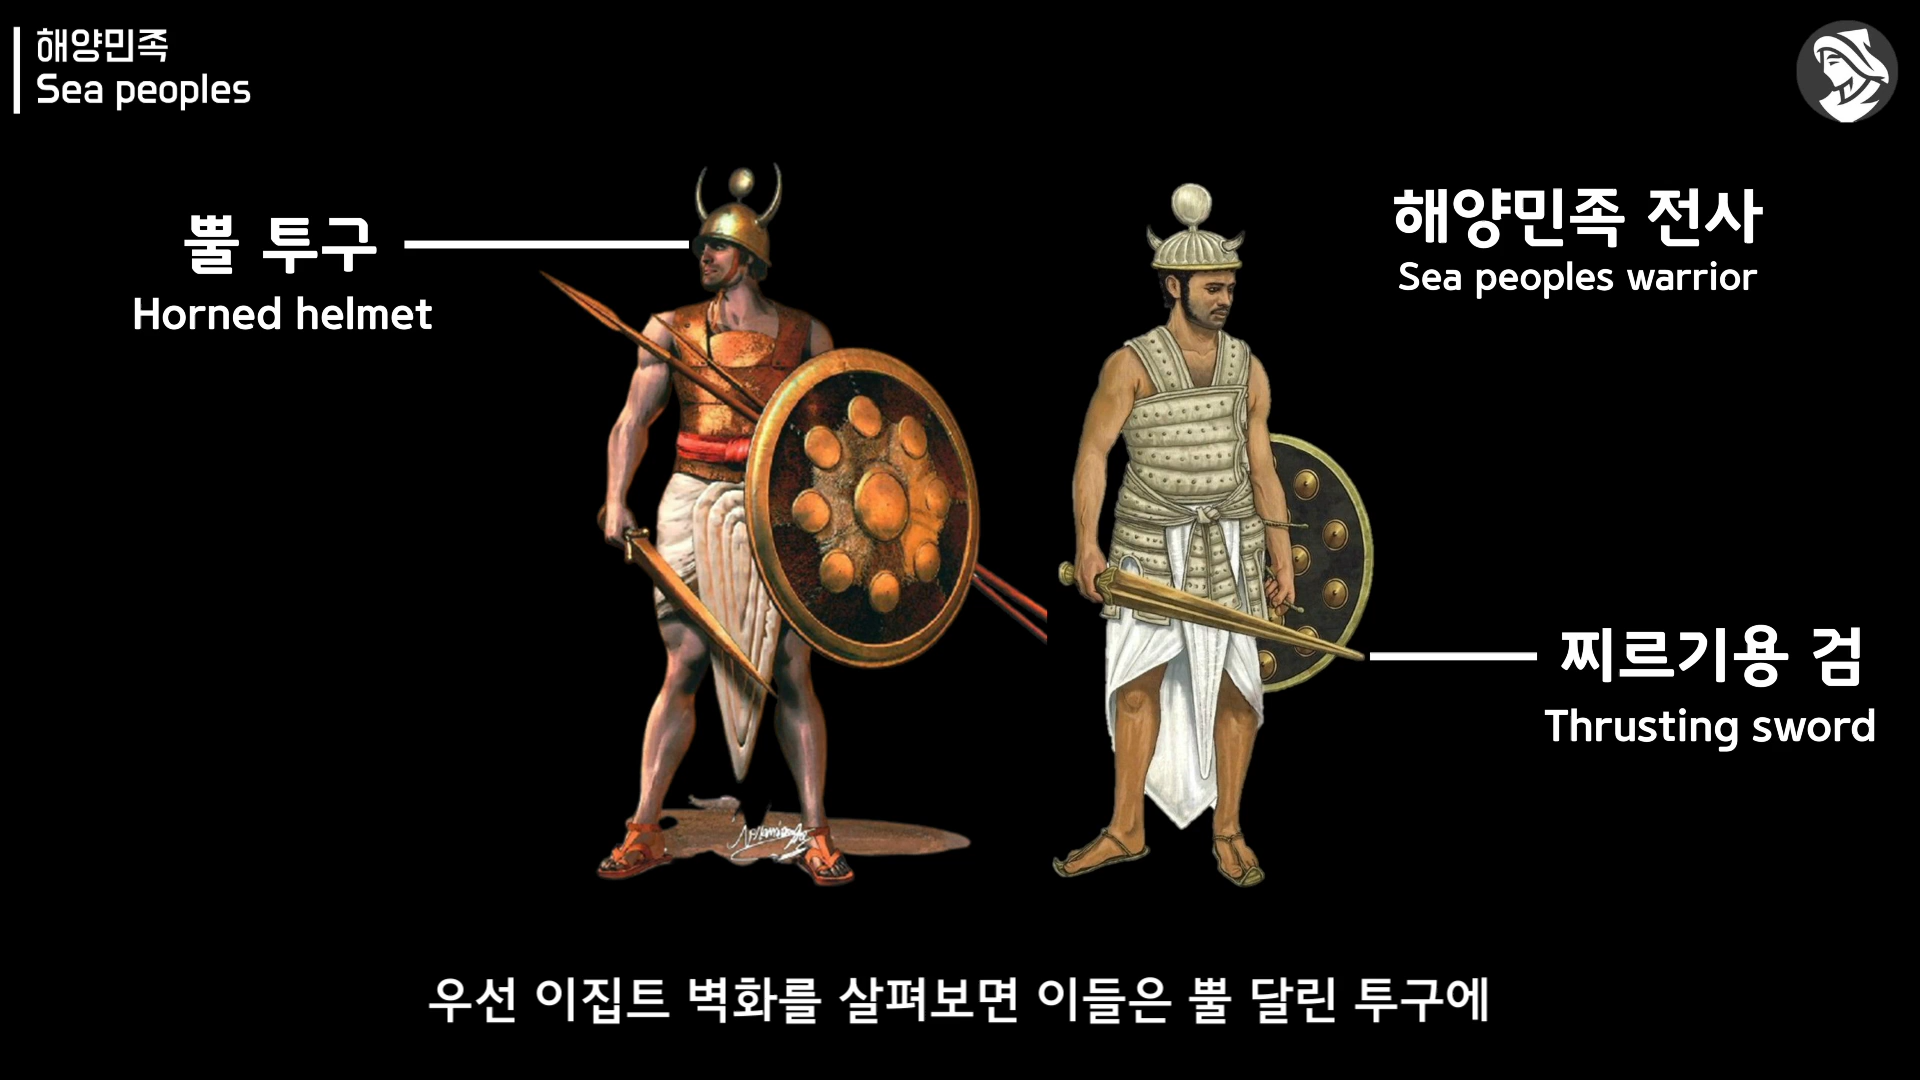 해양민족
Sea peoples
뿔 투구
Horned helmet
해양민족 전사
Sea peoples warrior
찌르기용 검
Thrusting sword
우선 이집트 벽화를 살펴보면 이들은 뿔 달린 투구에